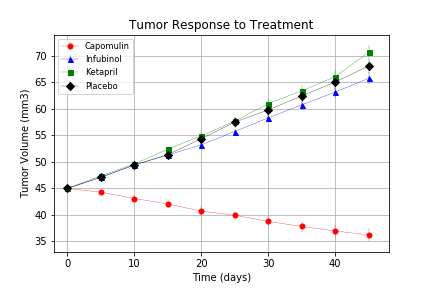 Tumor Response to Treatment
Capomulin
Infubinol
Ketapril
Placebo
Tumor Volume (mm3)
70
65
60
55
50
45
40
35
0
10
20
30
40
Time (days)